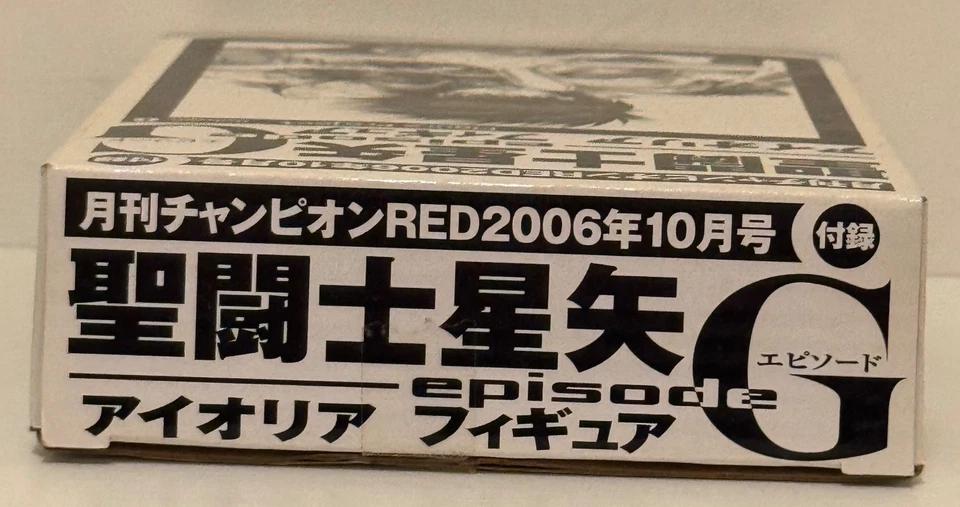 月刊チャンピオンRED2006年10月号 付録
聖闘士星矢
エピソード
episode G
アイオリア フィギュア